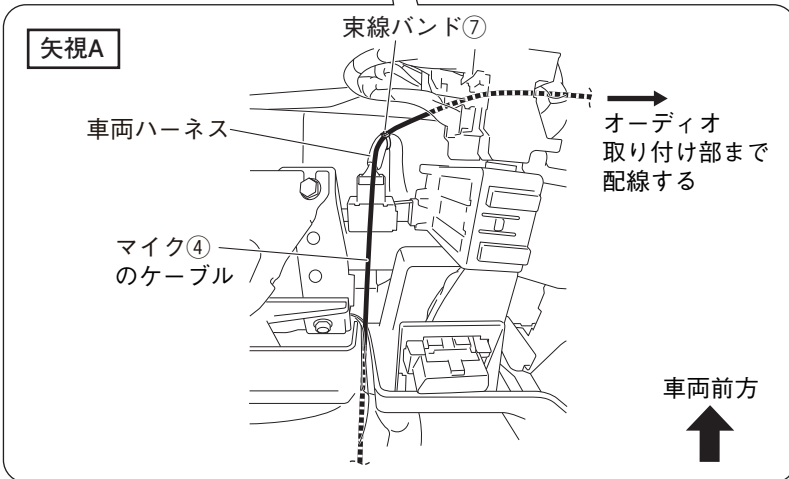 束線バンド⑦
矢視A
車両ハーネス
オーディオ
取り付け部まで
配線する
マイク④
のケーブル
車両前方